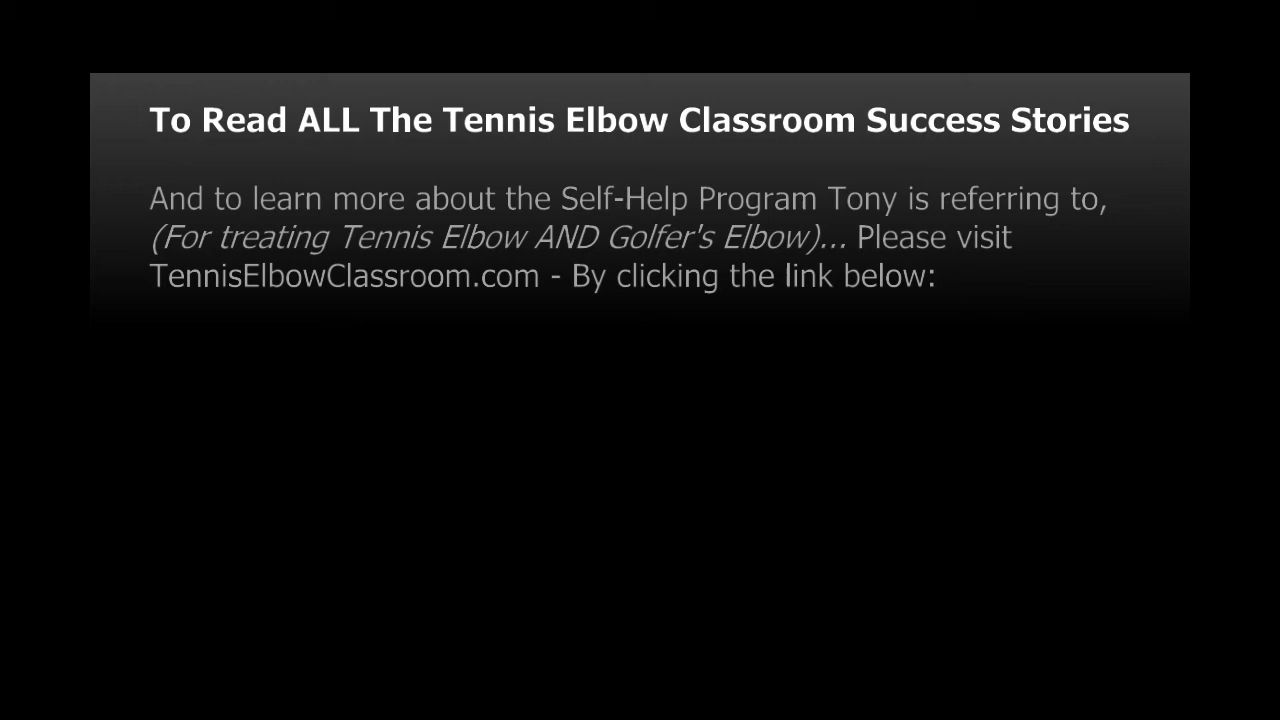 To Read ALL The Tennis Elbow Classroom Success Stories
And to learn more about the Self-Help Program Tony is referring to,
(For treating Tennis Elbow AND Golfer's Elbow)... Please visit
TennisElbowClassroom.com - By clicking the link below: